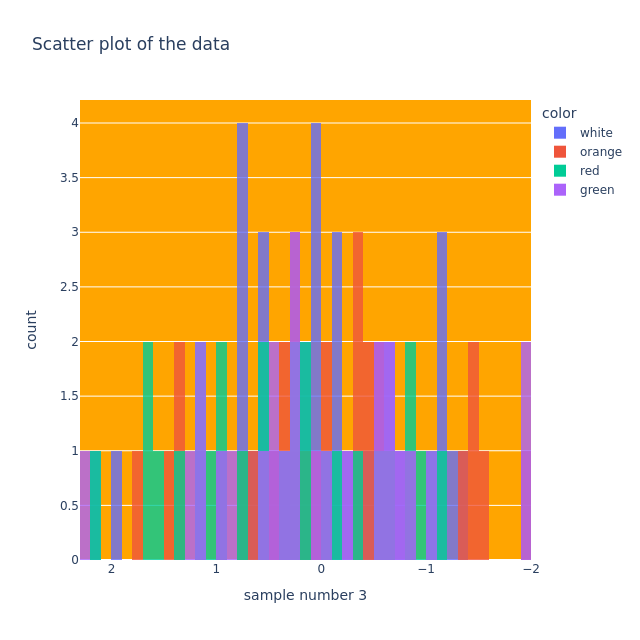 Scatter plot of the data
color
white
orange
red
green
4
3.5
3
2.5
2
1.5
1
0.5
0
count
2
1
0
−1
−2
sample number 3